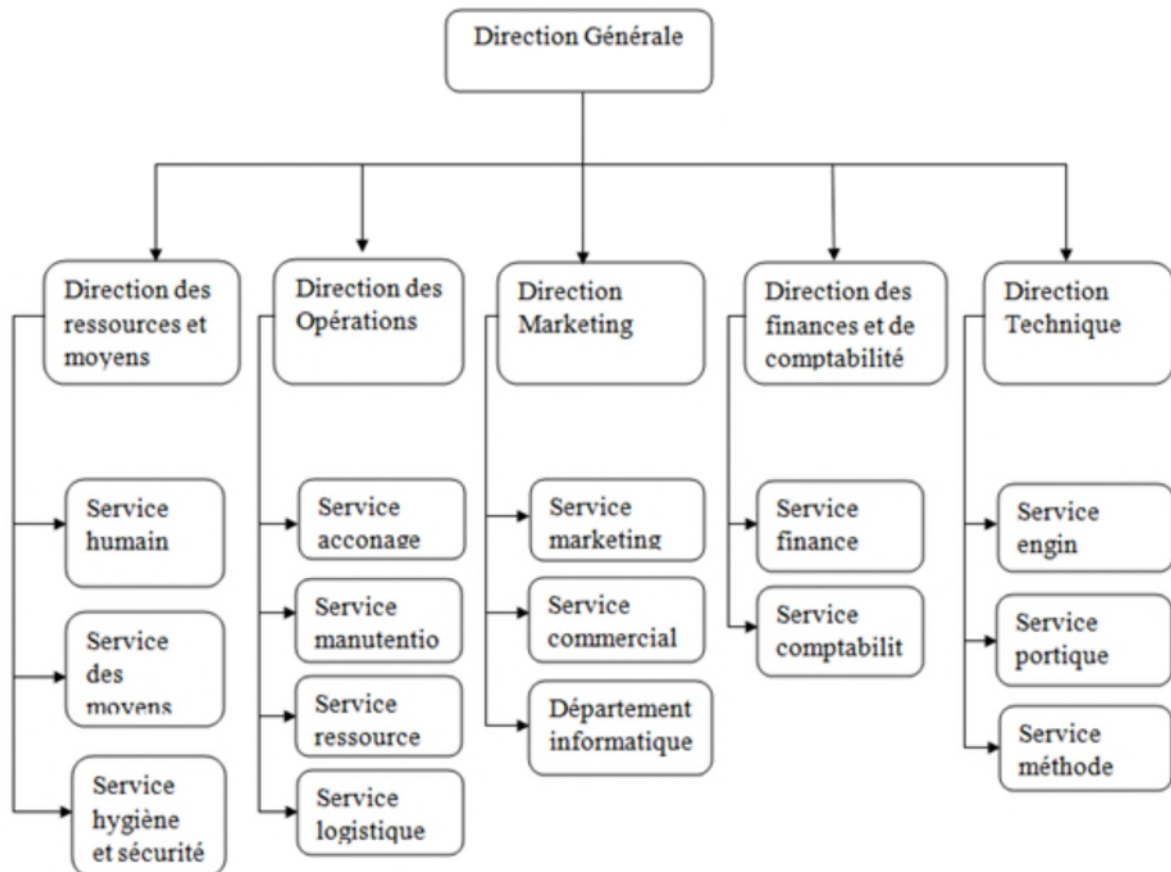 Direction Générale
Direction des
ressources et
moyens
Direction des
Opérations
Direction
Marketing
Direction des
finances et de
comptabilité
Direction
Technique
Service
humain
Service
des
moyens
Service
hygiène
et sécurité
Service
acconage
Service
manutentio
Service
ressource
Service
logistique
Service
marketing
Service
commercial
Département
informatique
Service
finance
Service
comptabilit
Service
engin
Service
portique
Service
méthode